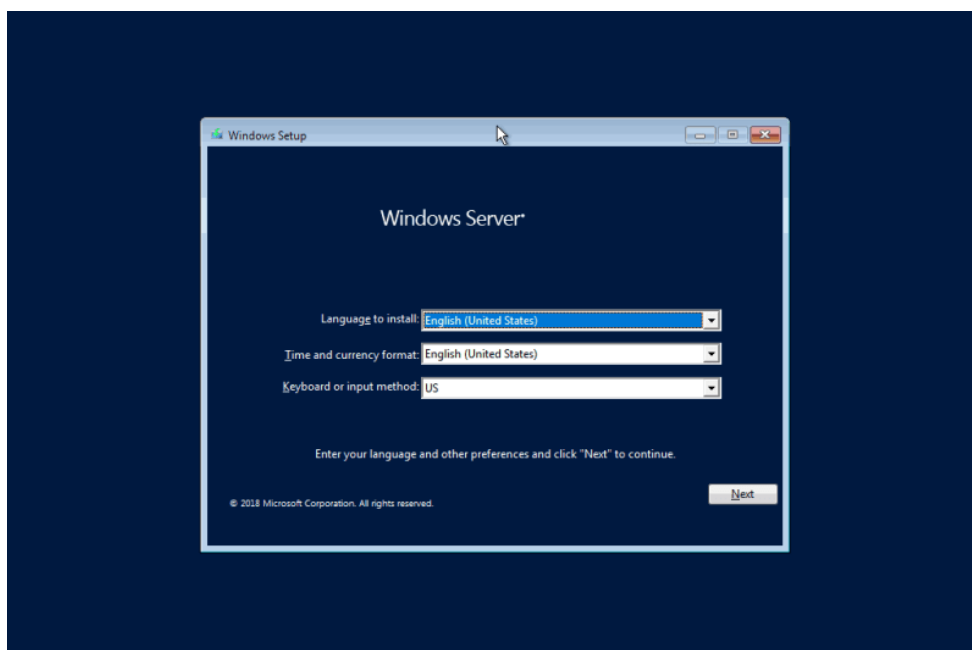 Windows Setup
Windows Server
Language to install: English (United States)
Time and currency format: English (United States)
Keyboard or input method: US
Enter your language and other preferences and click "Next" to continue.
Next
© 2018 Microsoft Corporation. All rights reserved.